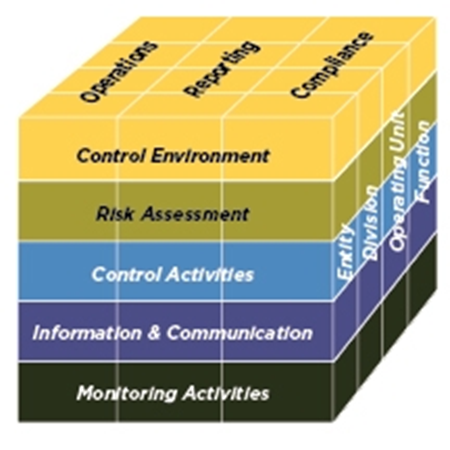 Operations
Reporting
Compliance
Control Environment
Risk Assessment
Control Activities
Information & Communication
Monitoring Activities
Entity
Division
Operating Unit
Function